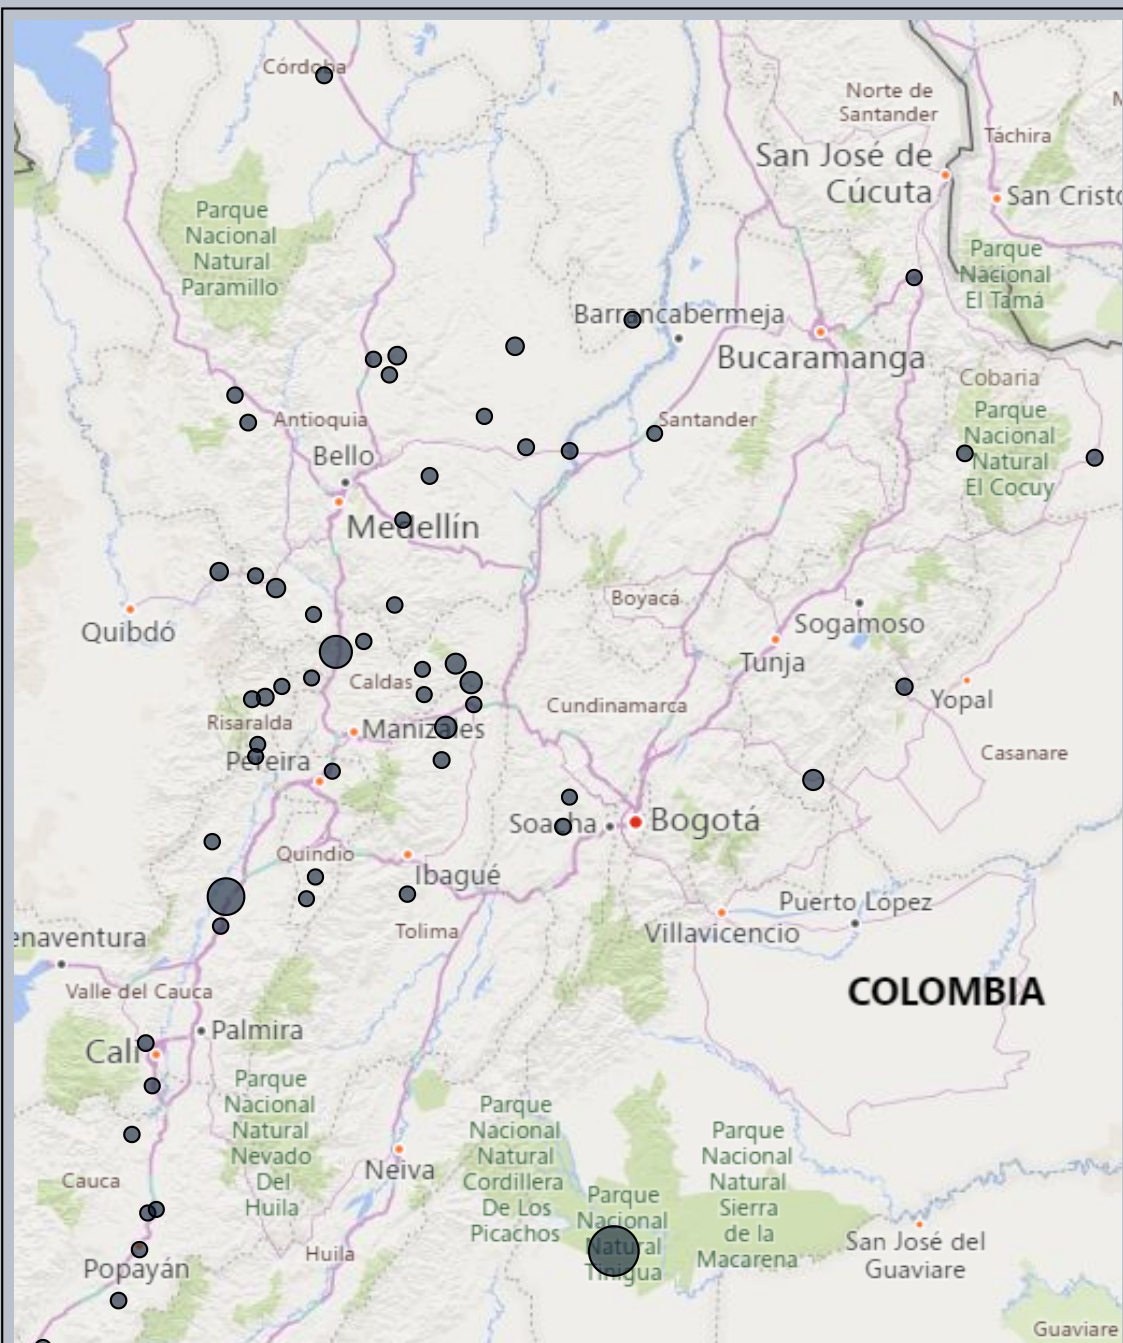 Córdoba
Norte de
Santander
M
Táchira
San José de
Cúcuta
San Cristo
Parque
Nacional
Natural
Paramillo
Parque
Nacional
El Tamá
Barrancabermeja
Bucaramanga
Cobaria
Antioquia
Santander
Parque
Nacional
Natural
El Cocuy
Bello
Medellín
Boyacá
Sogamoso
Quibdó
Tunja
Caldas
Yopal
Cundinamarca
Risaralda
Manizales
Casanare
Pereira
Soacha
Bogotá
Quindio
Ibagué
Puerto López
Tolima
Villavicencio
enaventura
Valle del Cauca
COLOMBIA
Palmira
Cali
Parque
Nacional
Natural
Nevado
Del
Huila
Parque
Nacional
Natural
Cordillera
De Los
Picachos
Parque
Nacional
Natural
Sierra
de la
Macarena
Neiva
Cauca
Parque
Nacional
Natural
Tinigua
San José del
Guaviare
Huila
Popayán
Guaviare